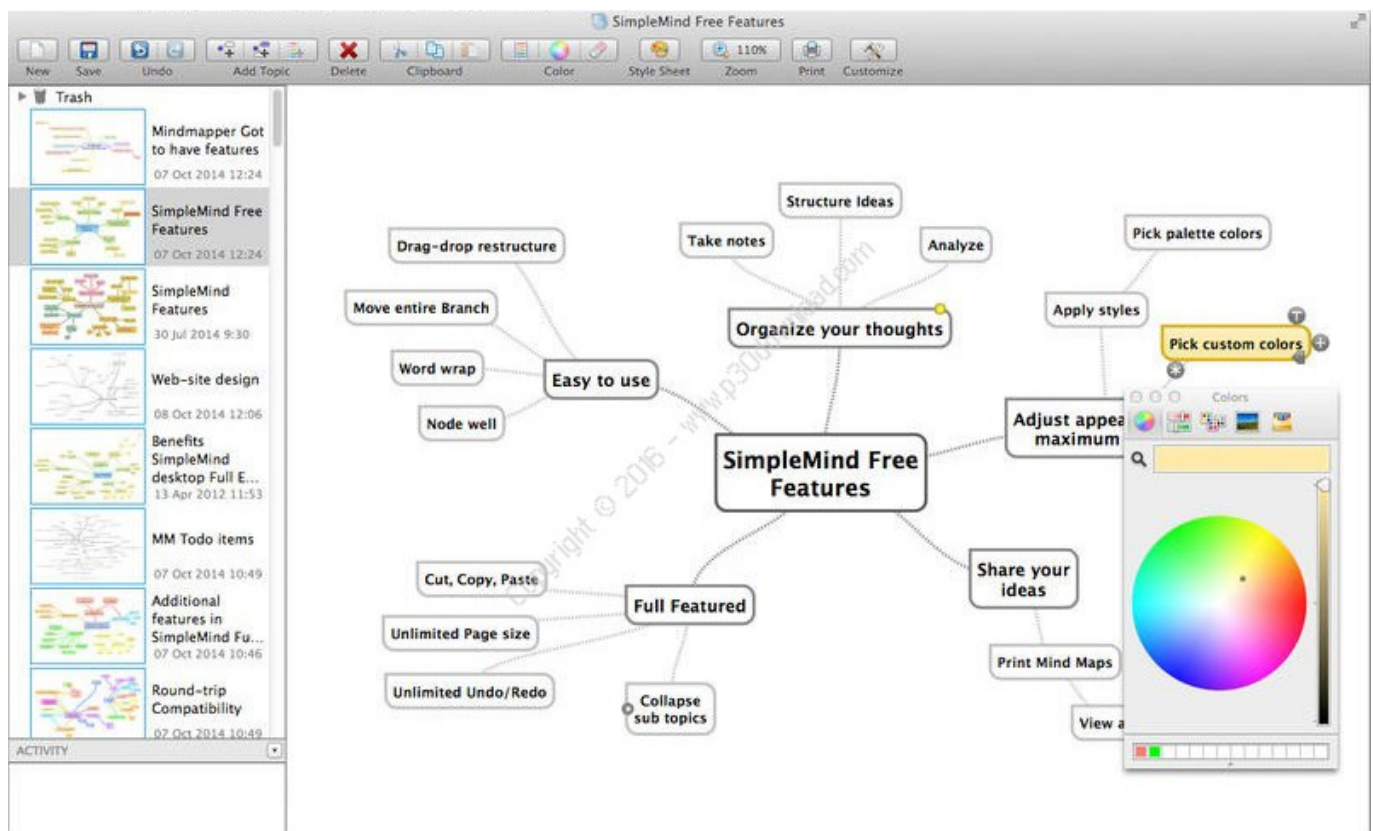 SimpleMind Free Features
New Save Undo Add Topic Delete Clipboard Color Style Sheet Zoom Print Customize
110%
Trash
Mindmapper Got
to have features
07 Oct 2014 12:24
SimpleMind Free
Features
07 Oct 2014 12:24
SimpleMind
Features
30 Jul 2014 9:30
Web-site design
08 Oct 2014 12:06
Benefits
SimpleMind
desktop Full E...
13 Apr 2012 11:53
MM Todo items
07 Oct 2014 10:49
Additional
features in
SimpleMind Fu...
07 Oct 2014 10:46
Round-trip
Compatibility
07 Oct 2014 10:49
ACTIVITY
Structure Ideas
Take notes
Analyze
Organize your thoughts
Drag-drop restructure
Move entire Branch
Word wrap
Node well
Easy to use
SimpleMind Free
Features
Pick palette colors
Apply styles
Pick custom colors
T
Adjust appea
maximum
Colors
Share your
ideas
Print Mind Maps
View a
Full Featured
Cut, Copy, Paste
Unlimited Page size
Unlimited Undo/Redo
Collapse
sub topics
Copyright © 2016 - www.p30download.com